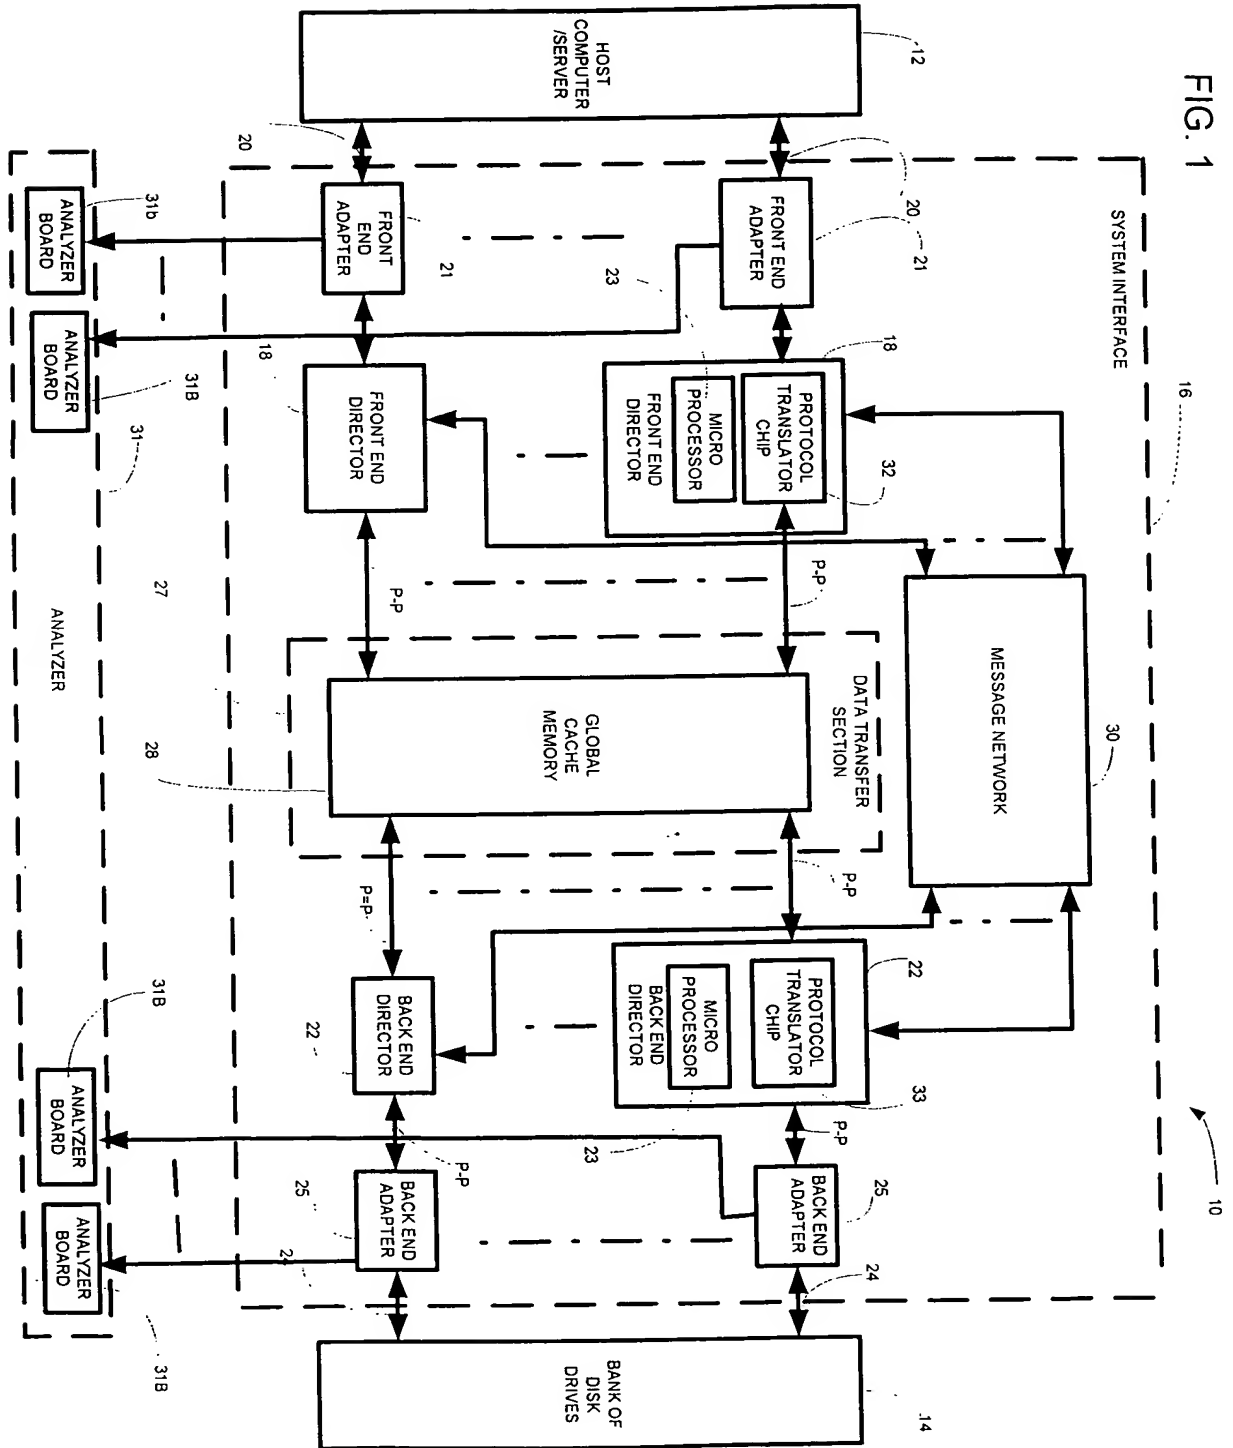 FIG. 1
10
SYSTEM INTERFACE
16
12
HOST
COMPUTER
/SERVER
20
21
FRONT END
ADAPTER
18
PROTOCOL
TRANSLATOR
CHIP
32
MICRO
PROCESSOR
23
FRONT END
DIRECTOR
MESSAGE NETWORK
30
P-P
DATA TRANSFER
SECTION
GLOBAL
CACHE
MEMORY
P-P
22
PROTOCOL
TRANSLATOR
CHIP
33
MICRO
PROCESSOR
23
BACK END
DIRECTOR
P-P
25
BACK END
ADAPTER
24
14
BANK OF
DISK
DRIVES
20
FRONT
END
ADAPTER
21
18
FRONT END
DIRECTOR
P-P
27
28
P=P
BACK END
DIRECTOR
22
P-P
BACK END
ADAPTER
25
31b
ANALYZER
BOARD
ANALYZER
BOARD
31B
31
ANALYZER
31B
ANALYZER
BOARD
ANALYZER
BOARD
31B